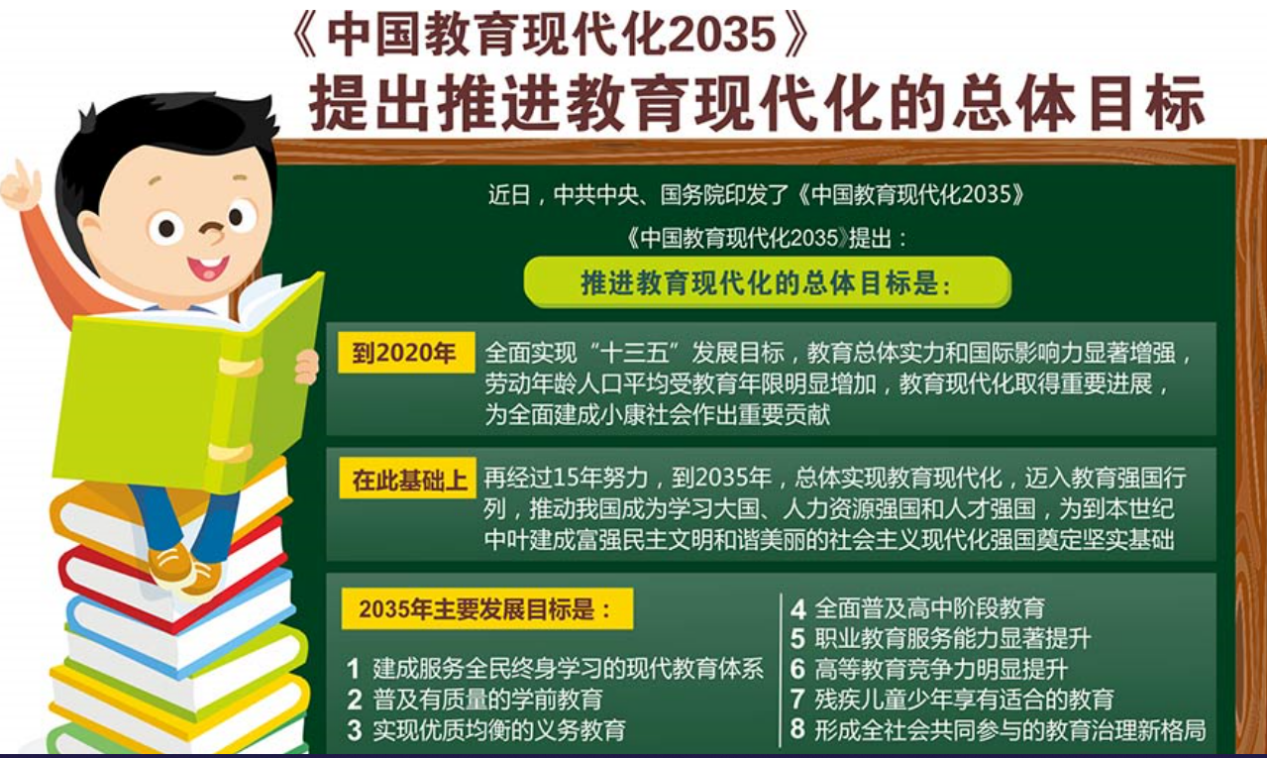 《中国教育现代化2035》
提出推进教育现代化的总体目标
近日，中共中央、国务院印发了《中国教育现代化2035》
《中国教育现代化2035》提出：
推进教育现代化的总体目标是：
到2020年
全面实现“十三五”发展目标，教育总体实力和国际影响力显著增强，
劳动年龄人口平均受教育年限明显增加，教育现代化取得重要进展，
为全面建成小康社会作出重要贡献
在此基础上
再经过15年努力，到2035年，总体实现教育现代化，迈入教育强国行
列，推动我国成为学习大国、人力资源强国和人才强国，为到本世纪
中叶建成富强民主文明和谐美丽的社会主义现代化强国奠定坚实基础
2035年主要发展目标是：
1 建成服务全民终身学习的现代教育体系
2 普及有质量的学前教育
3 实现优质均衡的义务教育
4 全面普及高中阶段教育
5 职业教育服务能力显著提升
6 高等教育竞争力明显提升
7 残疾儿童少年享有适合的教育
8 形成全社会共同参与的教育治理新格局